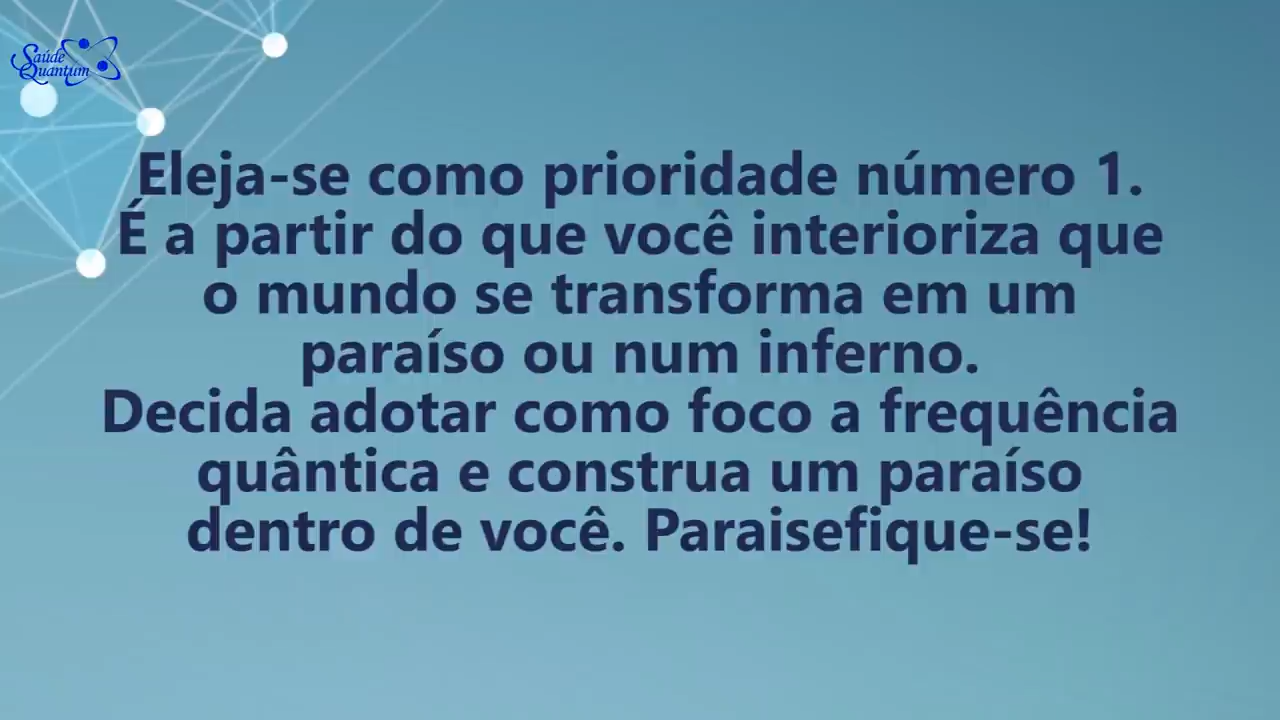 Saúde
Quantum
Eleja-se como prioridade número 1.
É a partir do que você interioriza que
o mundo se transforma em um
paraíso ou num inferno.
Decida adotar como foco a frequência
quântica e construa um paraíso
dentro de você. Paraisefique-se!